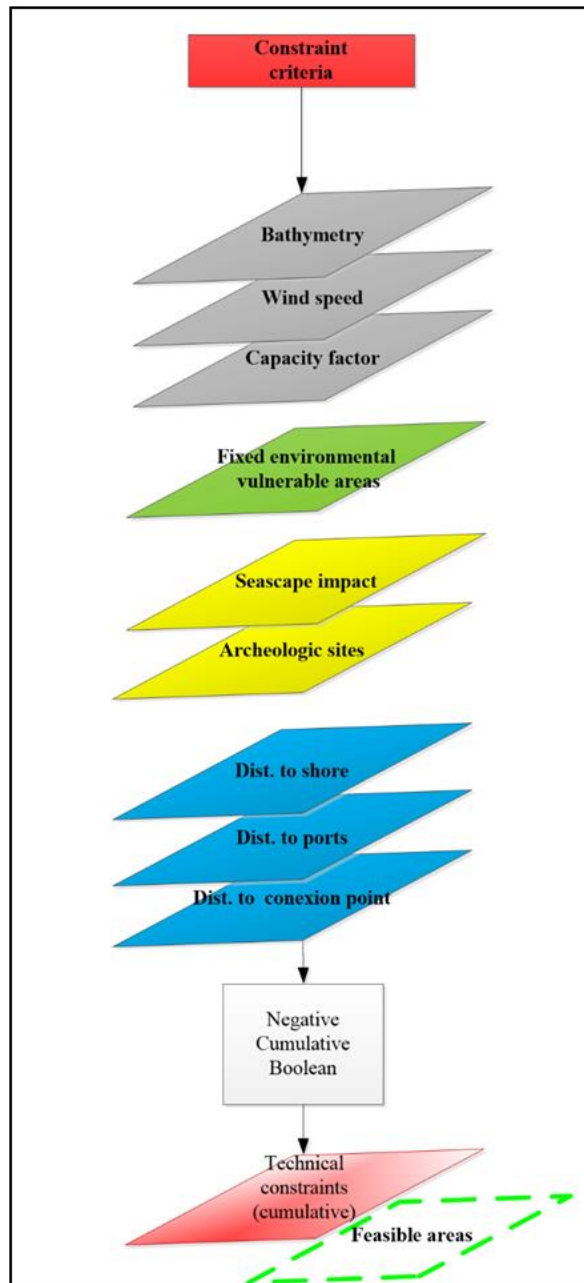 Constraint
criteria
Bathymetry
Wind speed
Capacity factor
Fixed environmental
vulnerable areas
Seascape impact
Archeologic sites
Dist. to shore
Dist. to ports
Dist. to conexion point
Negative
Cumulative
Boolean
Technical
constraints
(cumulative)
Feasible areas